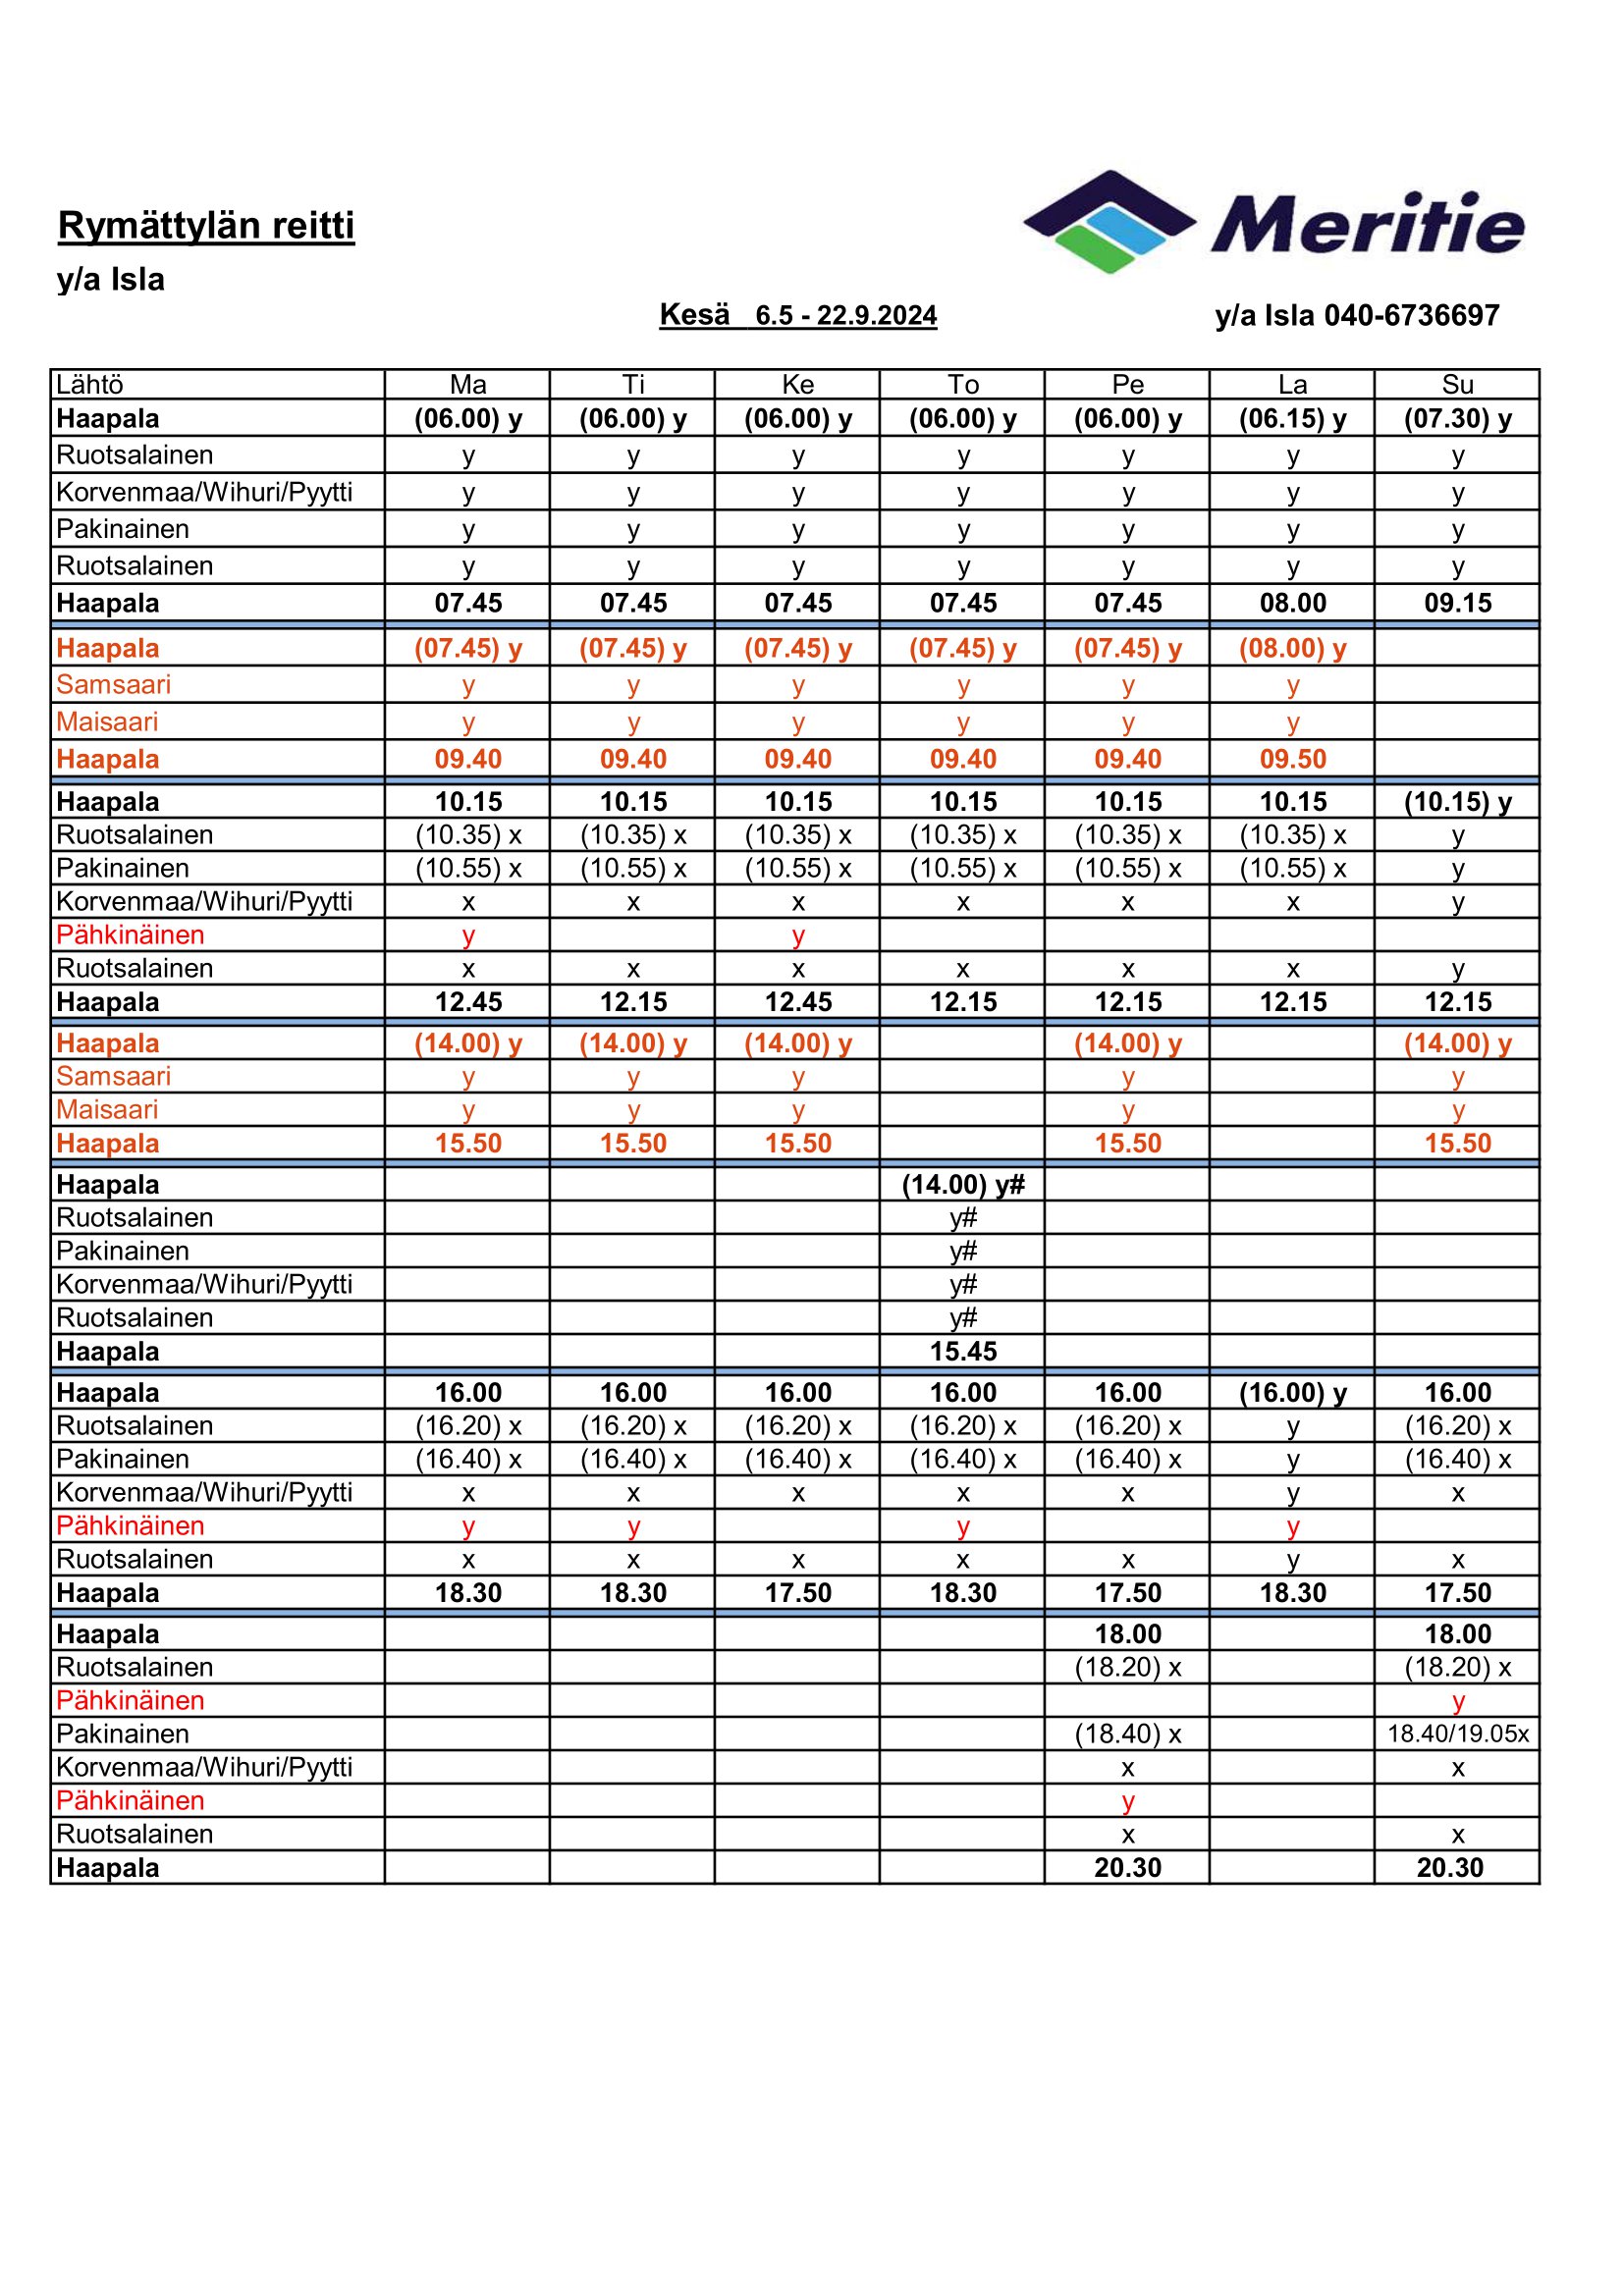 Meritie
Rymättylän reitti
y/a Isla
Kesä 6.5 - 22.9.2024 y/a Isla 040-6736697
Lähtö Ma Ti Ke To Pe La Su
Haapala (06.00) y (06.00) y (06.00) y (06.00) y (06.00) y (06.15) y (07.30) y
Ruotsalainen y y y y y y y
Korvenmaa/Wihuri/Pyytti y y y y y y y
Pakinainen y y y y y y y
Ruotsalainen y y y y y y y
Haapala 07.45 07.45 07.45 07.45 07.45 08.00 09.15
Haapala (07.45) y (07.45) y (07.45) y (07.45) y (07.45) y (08.00) y
Samsaari y y y y y y
Maisaari y y y y y y
Haapala 09.40 09.40 09.40 09.40 09.40 09.50
Haapala 10.15 10.15 10.15 10.15 10.15 10.15 (10.15) y
Ruotsalainen (10.35) x (10.35) x (10.35) x (10.35) x (10.35) x (10.35) x y
Pakinainen (10.55) x (10.55) x (10.55) x (10.55) x (10.55) x (10.55) x y
Korvenmaa/Wihuri/Pyytti x x x x x x y
Pähkinäinen y y
Ruotsalainen x x x x x x y
Haapala 12.45 12.15 12.45 12.15 12.15 12.15 12.15
Haapala (14.00) y (14.00) y (14.00) y (14.00) y (14.00) y
Samsaari y y y y y
Maisaari y y y y y
Haapala 15.50 15.50 15.50 15.50 15.50
Haapala (14.00) y#
Ruotsalainen y#
Pakinainen y#
Korvenmaa/Wihuri/Pyytti y#
Ruotsalainen y#
Haapala 15.45
Haapala 16.00 16.00 16.00 16.00 16.00 (16.00) y 16.00
Ruotsalainen (16.20) x (16.20) x (16.20) x (16.20) x (16.20) x y (16.20) x
Pakinainen (16.40) x (16.40) x (16.40) x (16.40) x (16.40) x y (16.40) x
Korvenmaa/Wihuri/Pyytti x x x x x y x
Pähkinäinen y y y y
Ruotsalainen x x x x x y x
Haapala 18.30 18.30 17.50 18.30 17.50 18.30 17.50
Haapala 18.00 18.00
Ruotsalainen (18.20) x (18.20) x
Pähkinäinen y
Pakinainen (18.40) x 18.40/19.05x
Korvenmaa/Wihuri/Pyytti x x
Pähkinäinen y
Ruotsalainen x x
Haapala 20.30 20.30